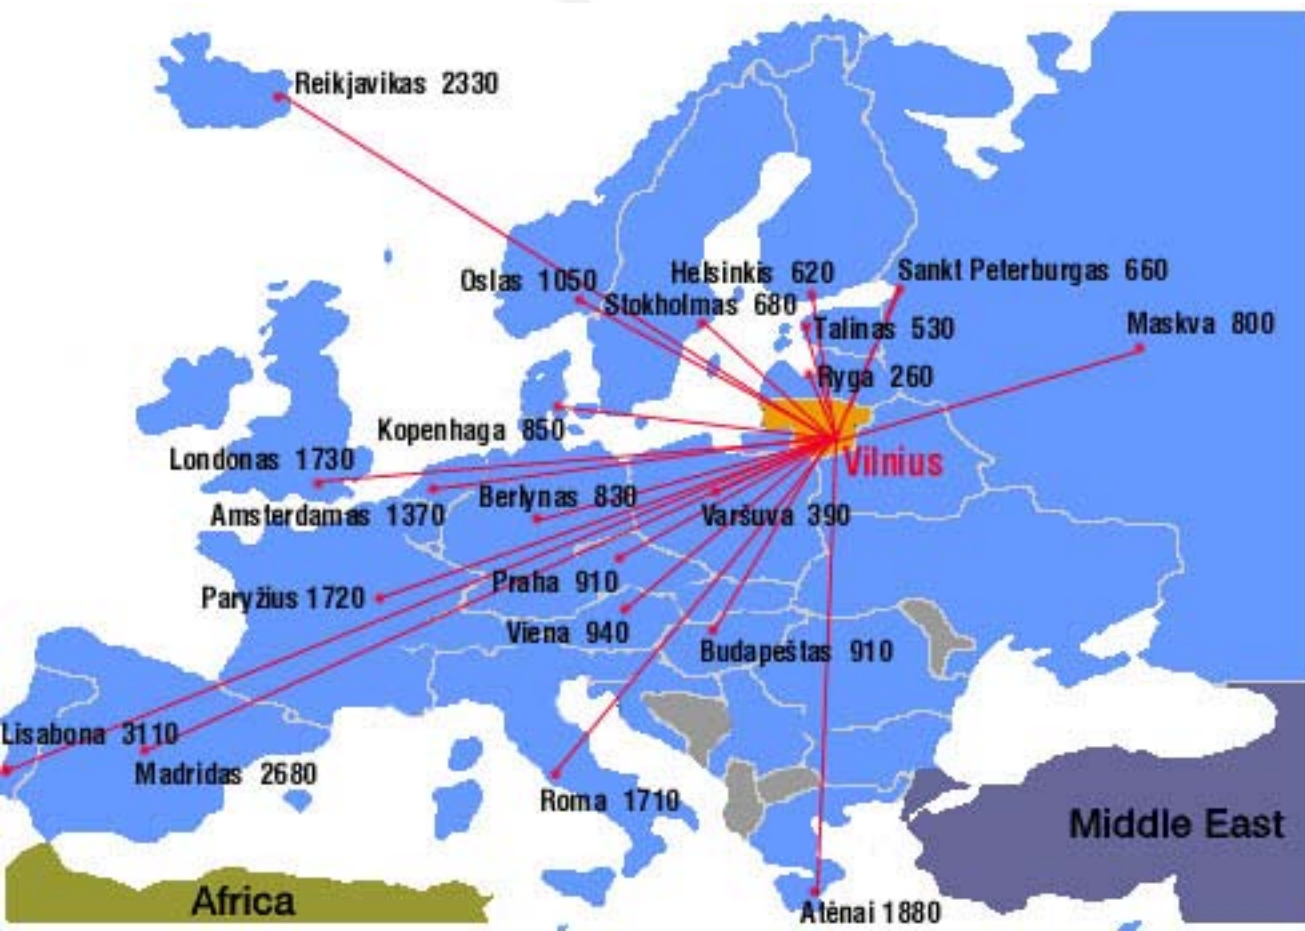 Reikjavikas 2330
Oslas 1050
Helsinkis 620
Sankt Peterburgas 660
Stokholmas 680
Talinas 530
Maskva 800
Ryga 260
Kopenhaga 850
Londonas 1730
Vilnius
Berlynas 830
Amsterdamas 1370
Varšuva 390
Praha 910
Paryžius 1720
Viena 940
Budapeštas 910
Lisabona 3110
Madridas 2680
Roma 1710
Middle East
Africa
Atėnai 1880